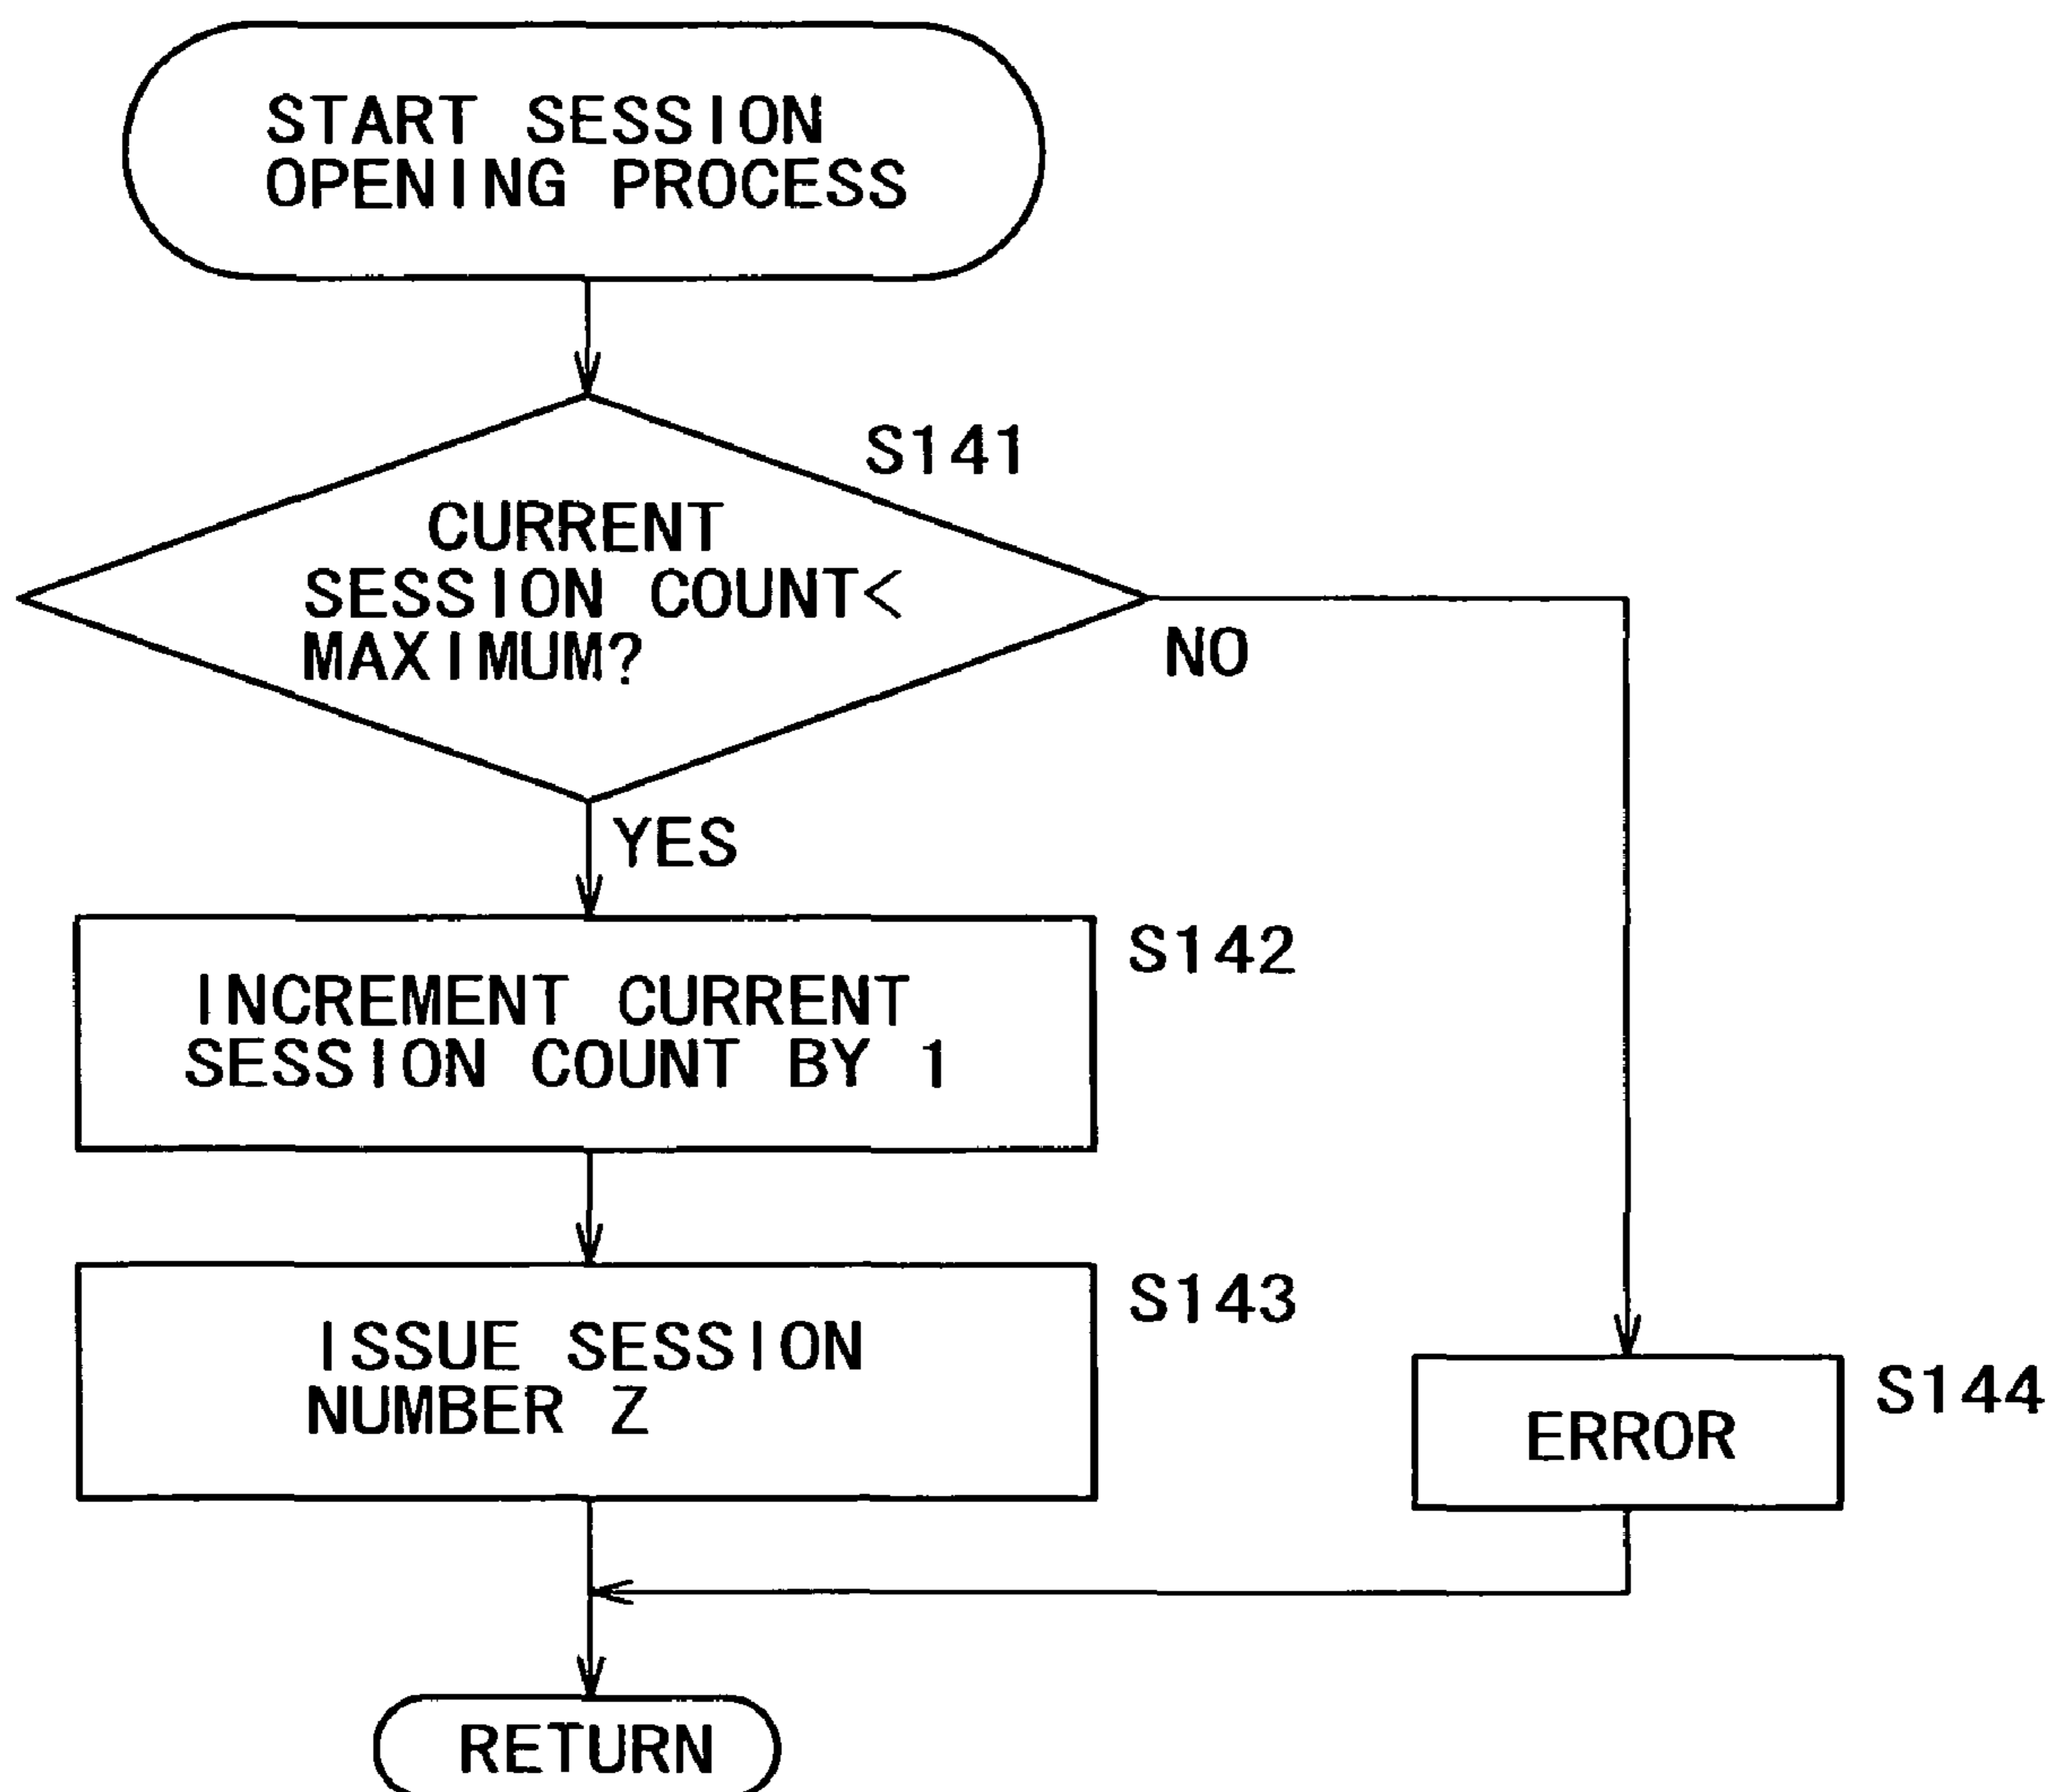 START SESSION
OPENING PROCESS
S141
CURRENT
SESSION COUNT<
MAXIMUM?
NO
YES
S142
INCREMENT CURRENT
SESSION COUNT BY 1
S143
ISSUE SESSION
NUMBER Z
S144
ERROR
RETURN